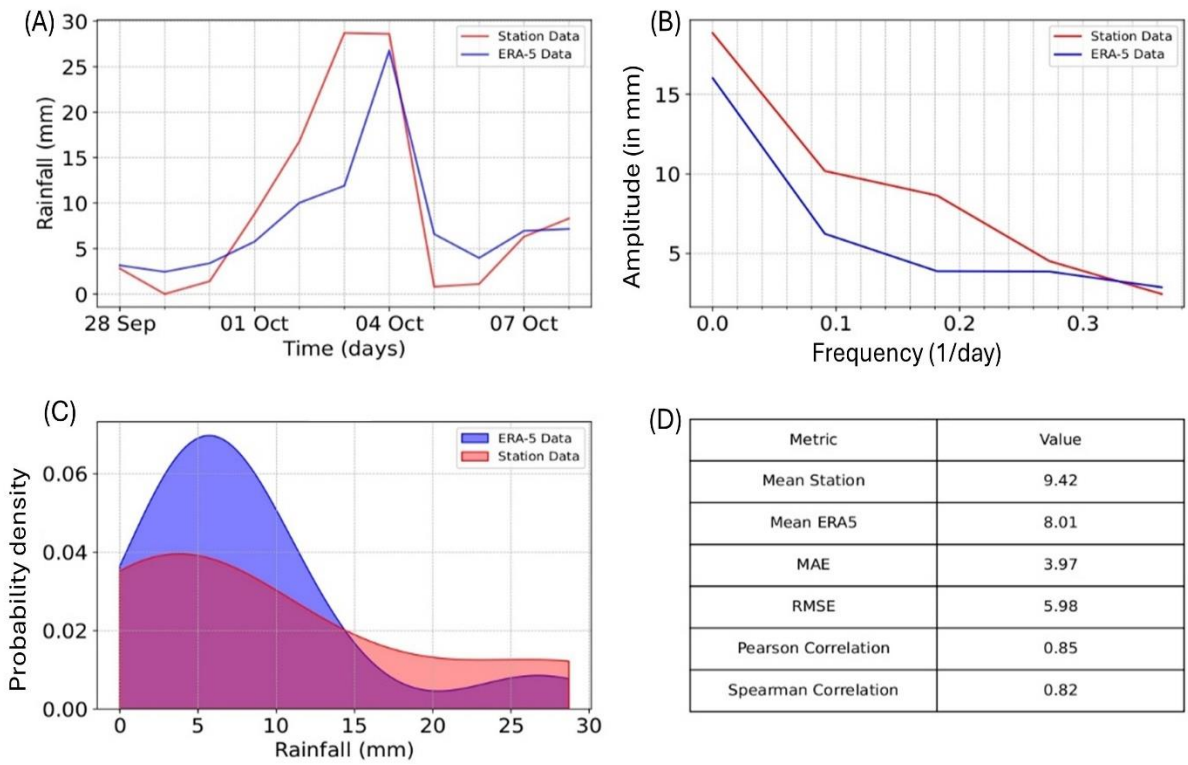 (A)
30
25
20
15
10
5
0
Rainfall (mm)
Station Data
ERA-5 Data
28 Sep 01 Oct 04 Oct 07 Oct
Time (days)
(B)
15
10
5
Amplitude (in mm)
Station Data
ERA-5 Data
0.0 0.1 0.2 0.3
Frequency (1/day)
(C)
0.06
0.04
0.02
0.00
Probability density
ERA-5 Data
Station Data
0 5 10 15 20 25 30
Rainfall (mm)
(D)
Metric Value
Mean Station 9.42
Mean ERA5 8.01
MAE 3.97
RMSE 5.98
Pearson Correlation 0.85
Spearman Correlation 0.82